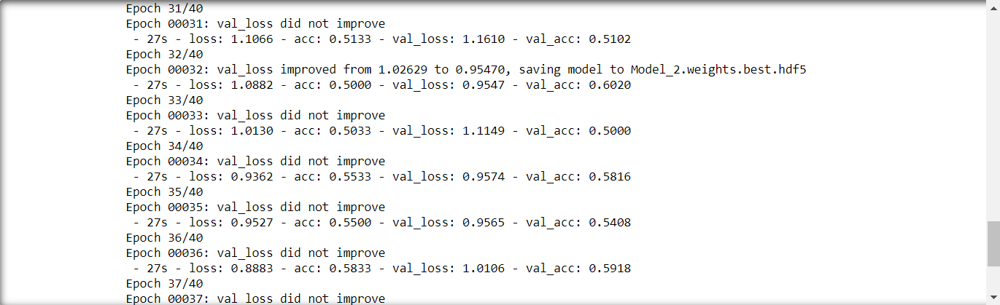 Epoch 31/40
Epoch 00031: val_loss did not improve
- 27s - loss: 1.1066 - acc: 0.5133 - val_loss: 1.1610 - val_acc: 0.5102
Epoch 32/40
Epoch 00032: val_loss improved from 1.02629 to 0.95470, saving model to Model_2.weights.best.hdf5
- 27s - loss: 1.0882 - acc: 0.5000 - val_loss: 0.9547 - val_acc: 0.6020
Epoch 33/40
Epoch 00033: val_loss did not improve
- 27s - loss: 1.0130 - acc: 0.5033 - val_loss: 1.1149 - val_acc: 0.5000
Epoch 34/40
Epoch 00034: val_loss did not improve
- 27s - loss: 0.9362 - acc: 0.5533 - val_loss: 0.9574 - val_acc: 0.5816
Epoch 35/40
Epoch 00035: val_loss did not improve
- 27s - loss: 0.9527 - acc: 0.5500 - val_loss: 0.9565 - val_acc: 0.5408
Epoch 36/40
Epoch 00036: val_loss did not improve
- 27s - loss: 0.8883 - acc: 0.5833 - val_loss: 1.0106 - val_acc: 0.5918
Epoch 37/40
Epoch 00037: val_loss did not improve